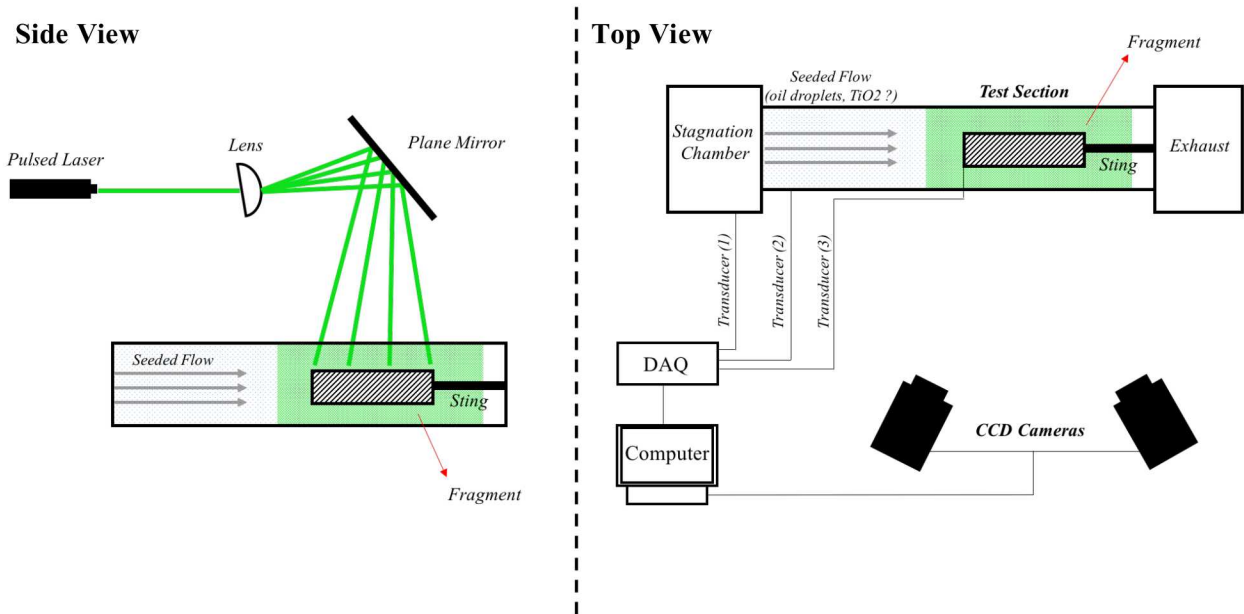 Side View
Pulsed Laser
Lens
Plane Mirror
Seeded Flow
Sting
Fragment
Top View
Fragment
Seeded Flow
(oil droplets, TiO2 ?)
Test Section
Stagnation
Chamber
Sting
Exhaust
Transducer (1)
Transducer (2)
Transducer (3)
DAQ
Computer
CCD Cameras